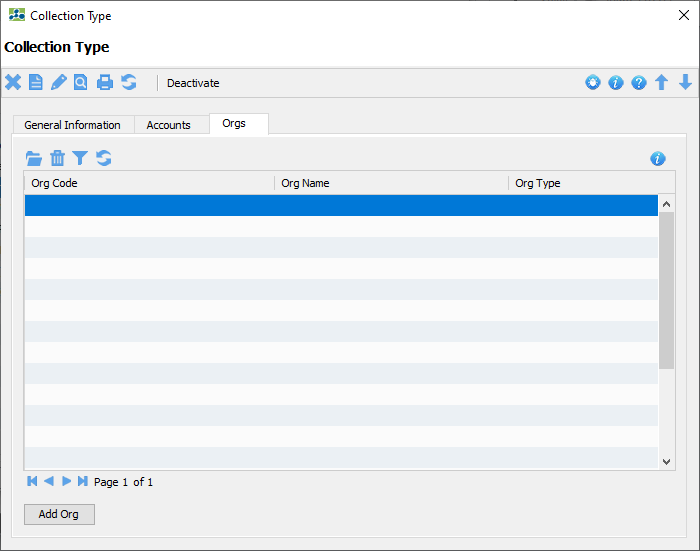 Collection Type
Collection Type
Deactivate
General Information Accounts Orgs
Org Code Org Name Org Type
Page 1 of 1
Add Org